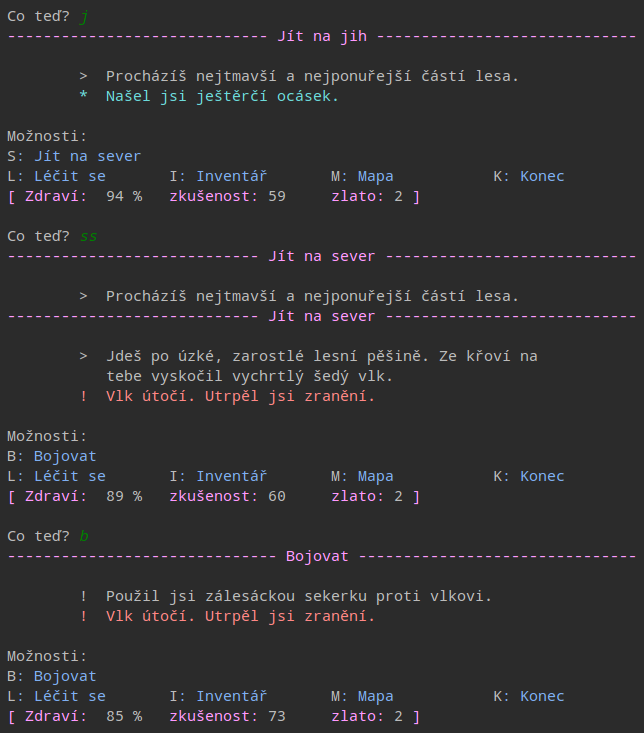 Co teď? j
----------------------------- Jít na jih -----------------------------
> Procházíš nejtmavší a nejponuřejší částí lesa.
* Našel jsi ještěrčí ocásek.
Možnosti:
S: Jít na sever
L: Léčit se I: Inventář M: Mapa K: Konec
[ Zdraví: 94 % zkušenost: 59 zlato: 2 ]
Co teď? ss
---------------------------- Jít na sever ----------------------------
> Procházíš nejtmavší a nejponuřejší částí lesa.
---------------------------- Jít na sever ----------------------------
> Jdeš po úzké, zarostlé lesní pěšině. Ze křoví na
tebe vyskočil vychrtlý šedý vlk.
! Vlk útočí. Utrpěl jsi zranění.
Možnosti:
B: Bojovat
L: Léčit se I: Inventář M: Mapa K: Konec
[ Zdraví: 89 % zkušenost: 60 zlato: 2 ]
Co teď? b
------------------------------ Bojovat -------------------------------
! Použil jsi zálesáckou sekerku proti vlkovi.
! Vlk útočí. Utrpěl jsi zranění.
Možnosti:
B: Bojovat
L: Léčit se I: Inventář M: Mapa K: Konec
[ Zdraví: 85 % zkušenost: 73 zlato: 2 ]